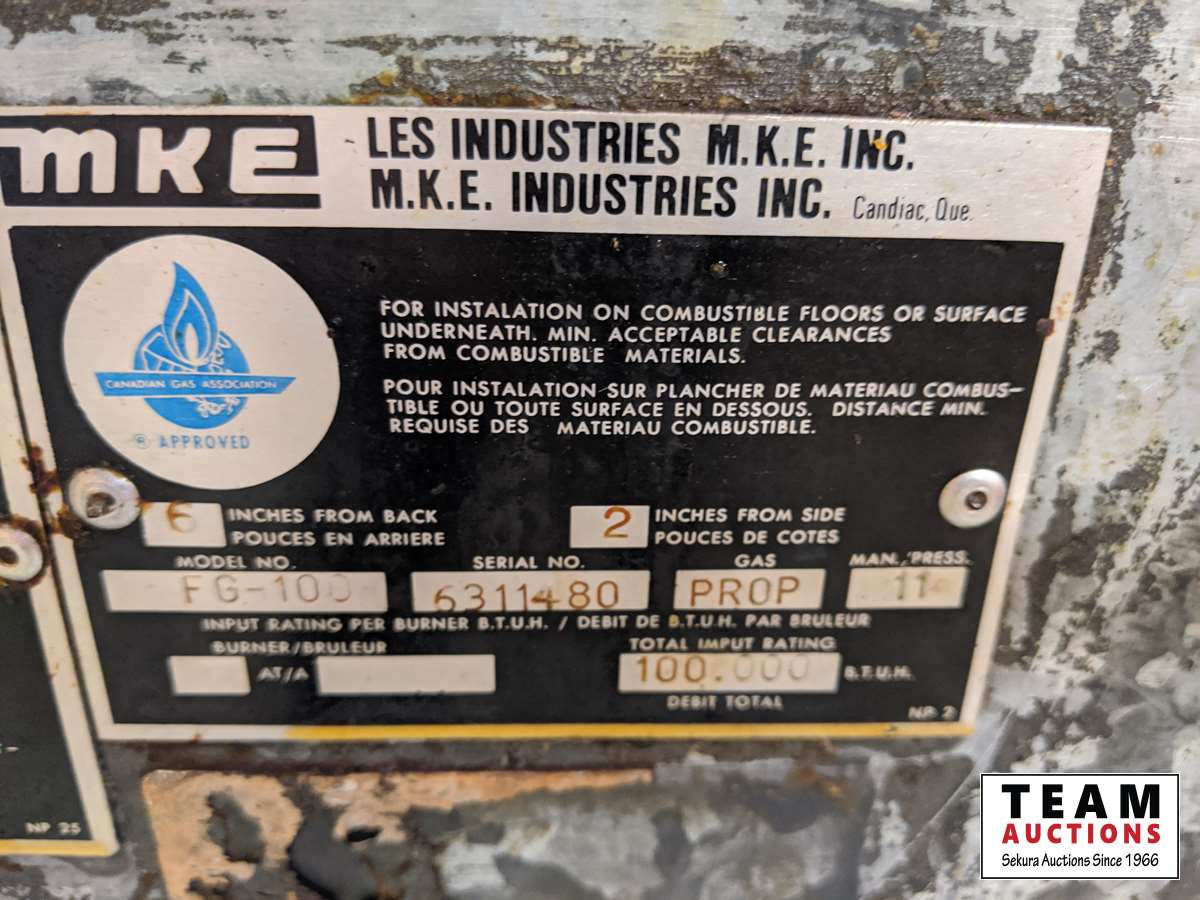 MKE
LES INDUSTRIES M.K.E. INC.
M.K.E. INDUSTRIES INC. Candiac, Que.
CANADIAN GAS ASSOCIATION
® APPROVED
FOR INSTALATION ON COMBUSTIBLE FLOORS OR SURFACE
UNDERNEATH. MIN. ACCEPTABLE CLEARANCES
FROM COMBUSTIBLE MATERIALS.
POUR INSTALATION SUR PLANCHER DE MATERIAU COMBUS-
TIBLE OU TOUTE SURFACE EN DESSOUS. DISTANCE MIN.
REQUISE DES MATERIAU COMBUSTIBLE.
6 INCHES FROM BACK
POUCES EN ARRIERE
2 INCHES FROM SIDE
POUCES DE COTES
MODEL NO. SERIAL NO. GAS MAN. PRESS.
FG-100 6311480 PROP 11
INPUT RATING PER BURNER B.T.U.H. / DEBIT DE B.T.U.H. PAR BRULEUR
BURNER/BRULEUR TOTAL IMPUT RATING
AT/A 100.000 B.T.U.H.
DEBIT TOTAL
NP 2
NP 25
TEAM
AUCTIONS
Sekura Auctions Since 1966